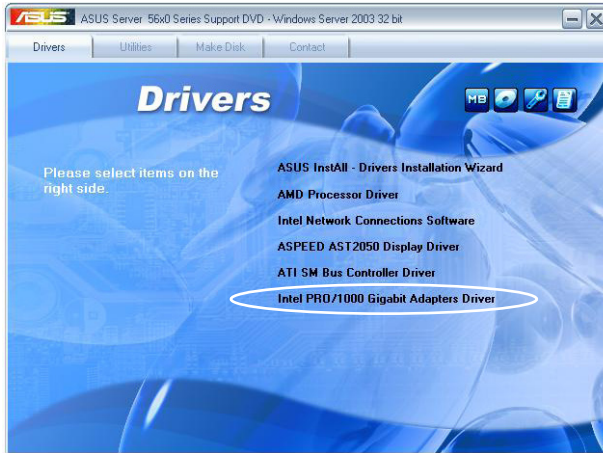 ASUS ASUS Server 56x0 Series Support DVD - Windows Server 2003 32 bit
Drivers Utilities Make Disk Contact
Drivers
MB
Please select items on the
right side.
ASUS InstAll - Drivers Installation Wizard
AMD Processor Driver
Intel Network Connections Software
ASPEED AST2050 Display Driver
ATI SM Bus Controller Driver
Intel PRO/1000 Gigabit Adapters Driver